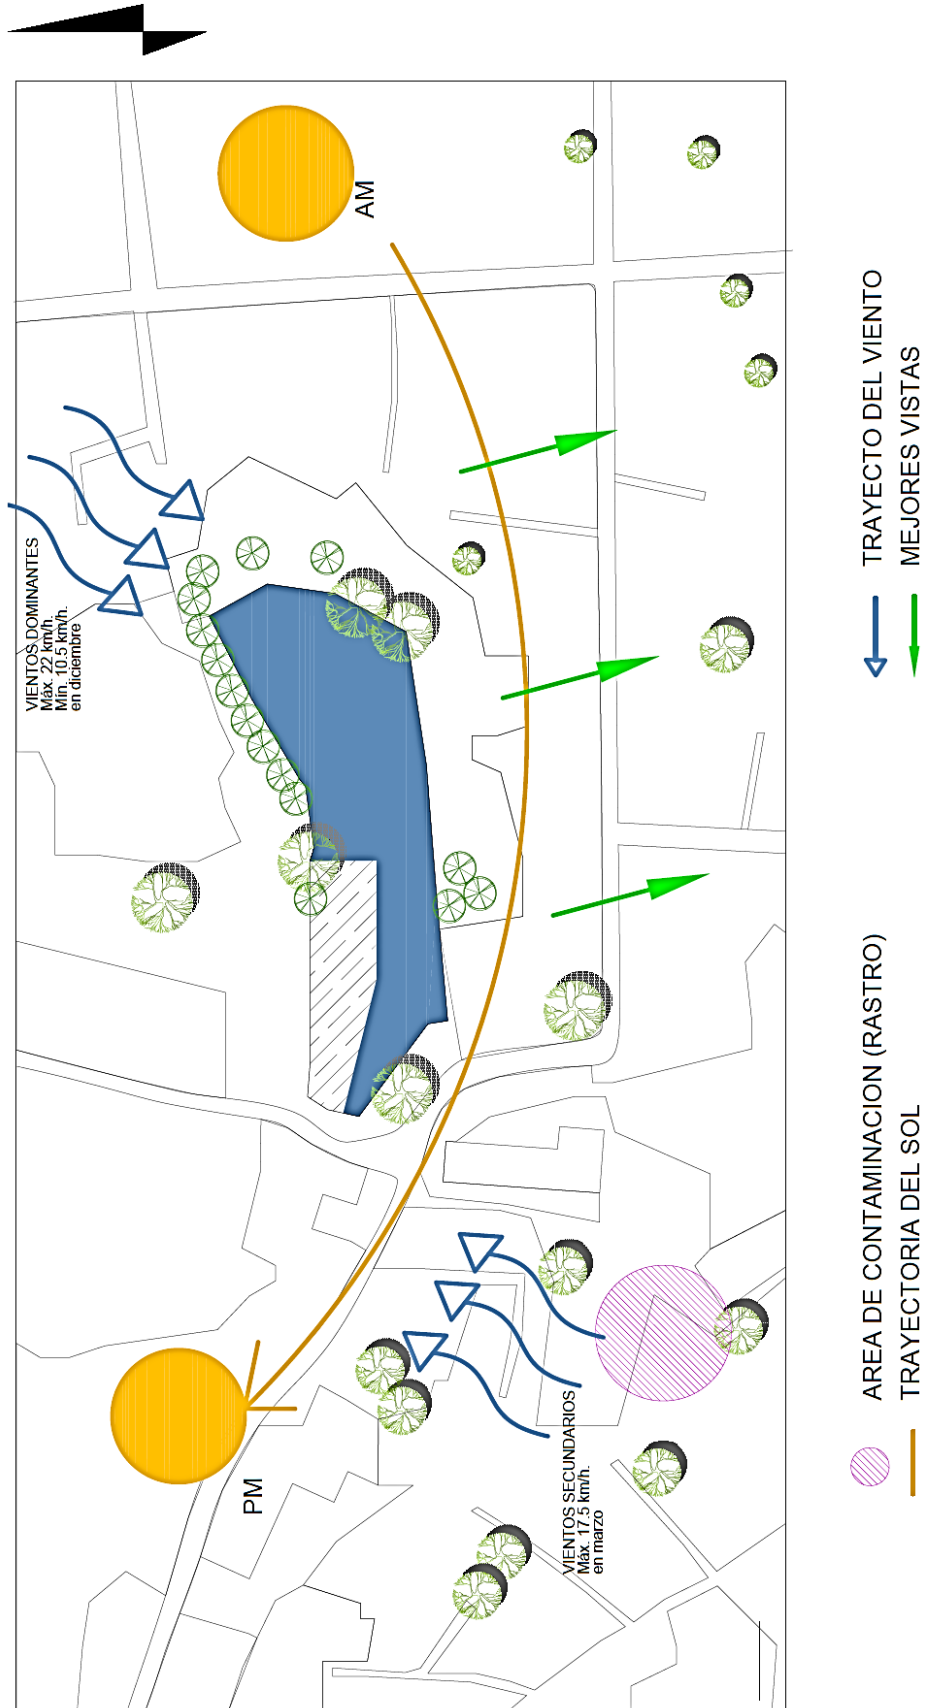 VIENTOS DOMINANTES
Máx. 22 km/h.
Mín. 10.5 km/h.
en diciembre
AM
PM
VIENTOS SECUNDARIOS
Máx. 17.5 km/h.
en marzo
AREA DE CONTAMINACION (RASTRO)
TRAYECTORIA DEL SOL
TRAYECTO DEL VIENTO
MEJORES VISTAS